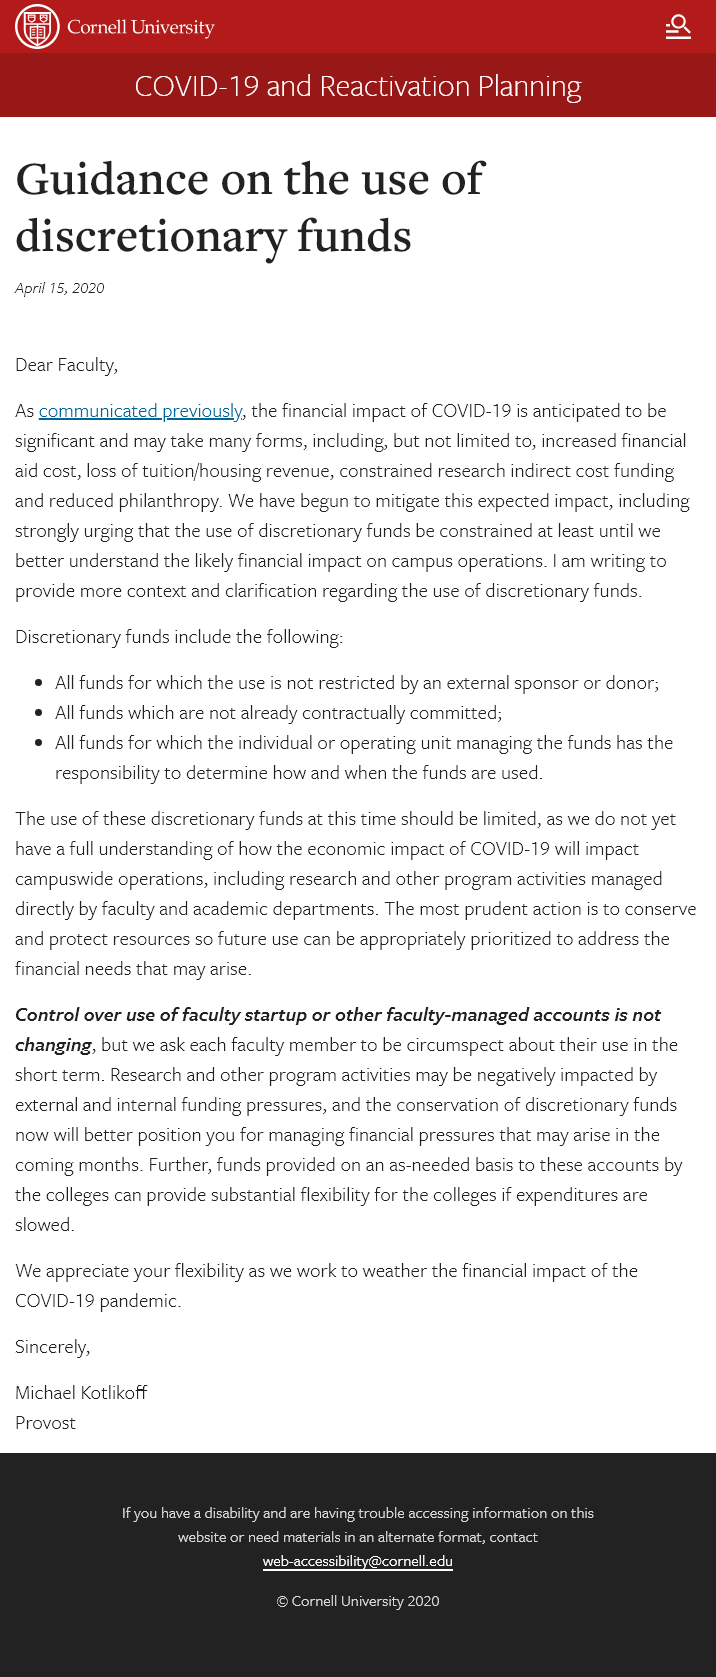 Cornell University
COVID-19 and Reactivation Planning
Guidance on the use of
discretionary funds
April 15, 2020
Dear Faculty,
As communicated previously, the financial impact of COVID-19 is anticipated to be
significant and may take many forms, including, but not limited to, increased financial
aid cost, loss of tuition/housing revenue, constrained research indirect cost funding
and reduced philanthropy. We have begun to mitigate this expected impact, including
strongly urging that the use of discretionary funds be constrained at least until we
better understand the likely financial impact on campus operations. I am writing to
provide more context and clarification regarding the use of discretionary funds.
Discretionary funds include the following:
• All funds for which the use is not restricted by an external sponsor or donor;
• All funds which are not already contractually committed;
• All funds for which the individual or operating unit managing the funds has the
responsibility to determine how and when the funds are used.
The use of these discretionary funds at this time should be limited, as we do not yet
have a full understanding of how the economic impact of COVID-19 will impact
campuswide operations, including research and other program activities managed
directly by faculty and academic departments. The most prudent action is to conserve
and protect resources so future use can be appropriately prioritized to address the
financial needs that may arise.
Control over use of faculty startup or other faculty-managed accounts is not
changing, but we ask each faculty member to be circumspect about their use in the
short term. Research and other program activities may be negatively impacted by
external and internal funding pressures, and the conservation of discretionary funds
now will better position you for managing financial pressures that may arise in the
coming months. Further, funds provided on an as-needed basis to these accounts by
the colleges can provide substantial flexibility for the colleges if expenditures are
slowed.
We appreciate your flexibility as we work to weather the financial impact of the
COVID-19 pandemic.
Sincerely,
Michael Kotlikoff
Provost
If you have a disability and are having trouble accessing information on this
website or need materials in an alternate format, contact
web-accessibility@cornell.edu
© Cornell University 2020